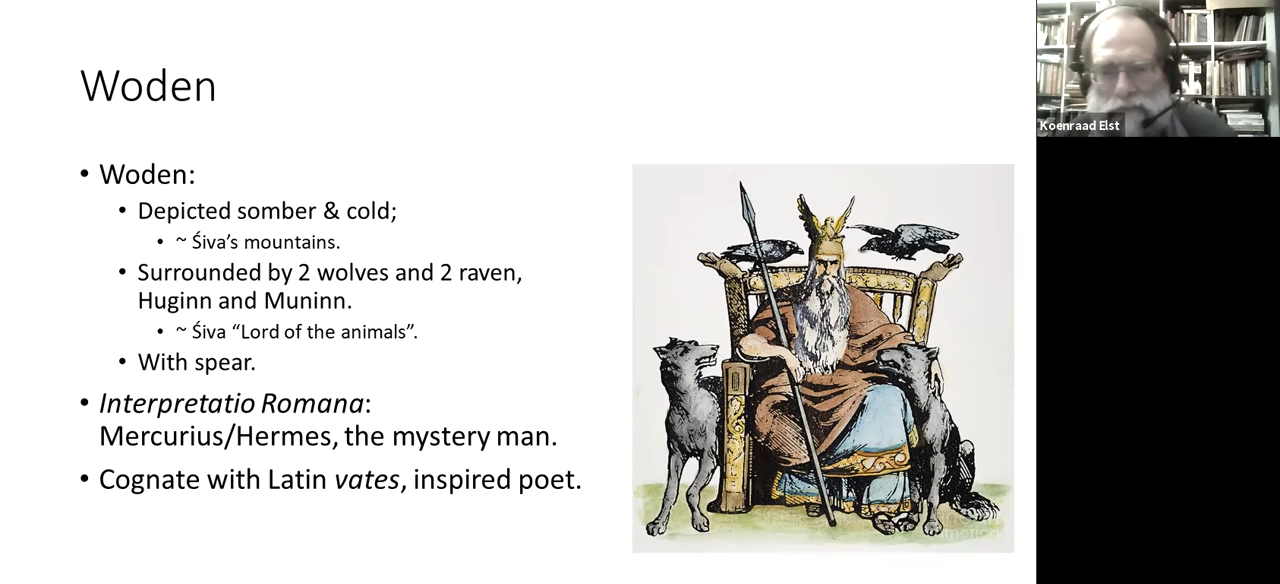 Woden
• Woden:
• Depicted somber & cold;
• ~ Śiva’s mountains.
• Surrounded by 2 wolves and 2 raven,
Huginn and Muninn.
• ~ Śiva “Lord of the animals”.
• With spear.
• Interpretatio Romana:
Mercurius/Hermes, the mystery man.
• Cognate with Latin vates, inspired poet.
Koenraad Elst